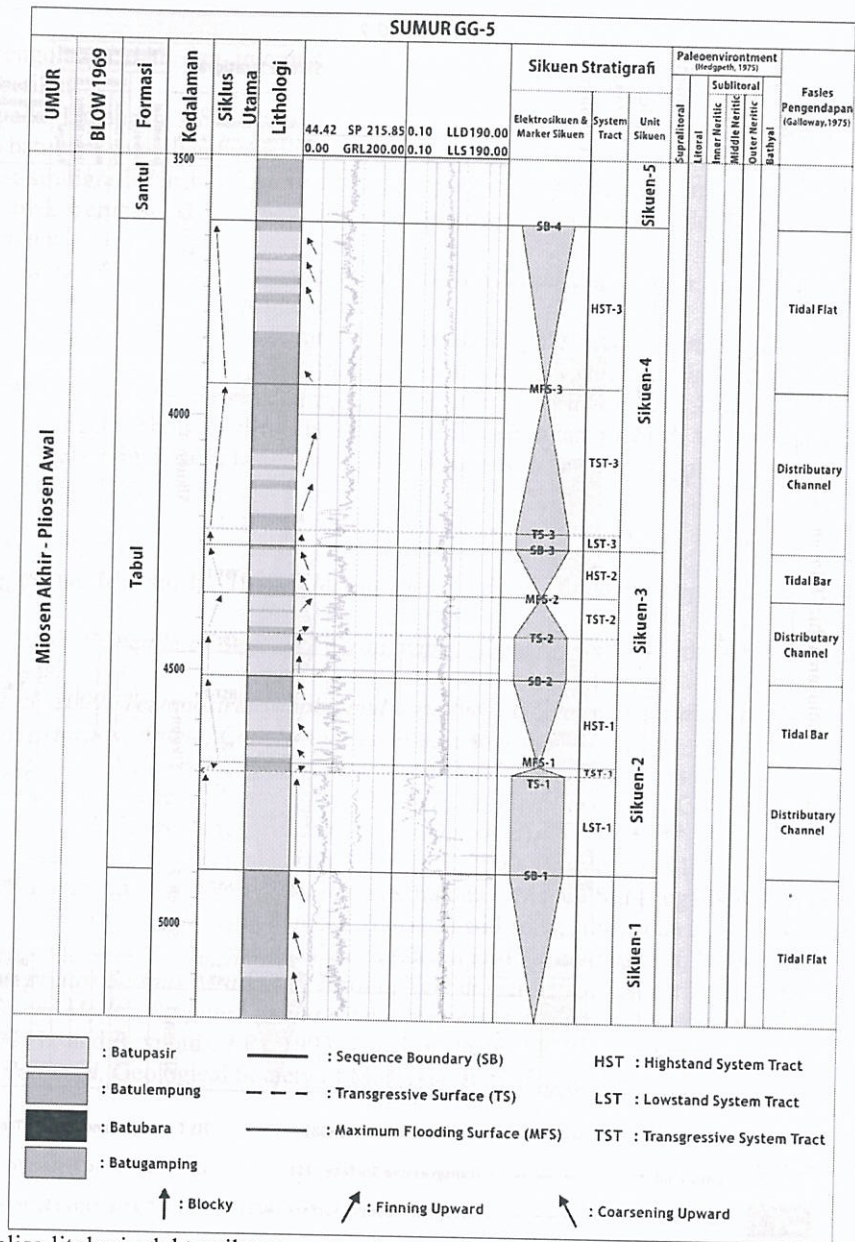 SUMUR GG-5
UMUR
BLOW 1969
Formasi
Kedalaman
Siklus Utama
Lithologi
44.42 SP 215.85 0.10 LLD190.00
0.00 GRL200.00 0.10 LLS 190.00
Sikuen Stratigrafi
Elektrosikuen & Marker Sikuen
System Tract
Unit Sikuen
Paleoenvirontment
(Hedgpeth, 1975)
Supralitoral
Litoral
Sublitoral
Inner Neritic
Middle Neritic
Outer Neritic
Bathyal
Fasies Pengendapan
(Galloway,1975)
3500
Santul
SB-4
Sikuen-5
HST-3
Tidal Flat
MFS-3
Sikuen-4
4000
Miosen Akhir - Pliosen Awal
Tabul
TST-3
Distributary Channel
TS-3
LST-3
SB-3
HST-2
Tidal Bar
MFS-2
TST-2
Sikuen-3
TS-2
Distributary Channel
4500
SB-2
HST-1
Tidal Bar
MFS-1
TST-1
TS-1
Sikuen-2
LST-1
Distributary Channel
SB-1
5000
Sikuen-1
Tidal Flat
: Batupasir
: Batulempung
: Batubara
: Batugamping
: Sequence Boundary (SB)
: Transgressive Surface (TS)
: Maximum Flooding Surface (MFS)
HST : Highstand System Tract
LST : Lowstand System Tract
TST : Transgressive System Tract
: Blocky
: Finning Upward
: Coarsening Upward